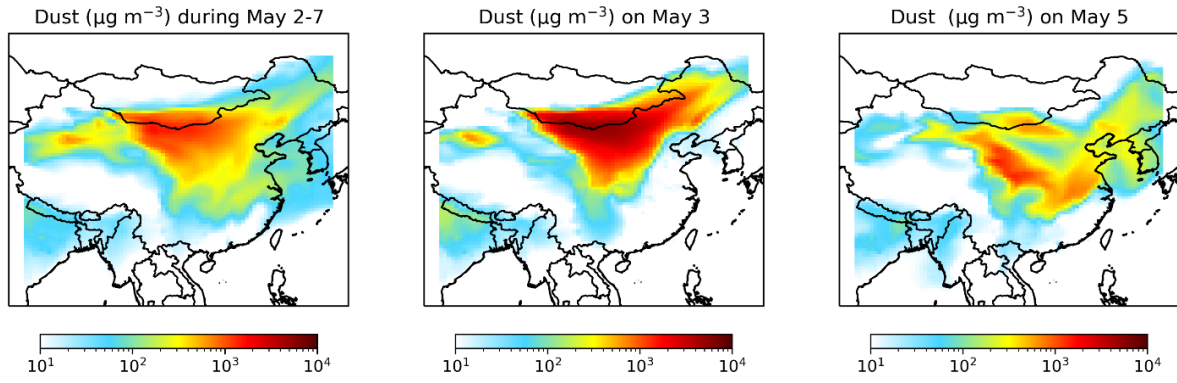 Dust (μg m⁻³) during May 2-7
Dust (μg m⁻³) on May 3
Dust (μg m⁻³) on May 5
10¹ 10² 10³ 10⁴
10¹ 10² 10³ 10⁴
10¹ 10² 10³ 10⁴